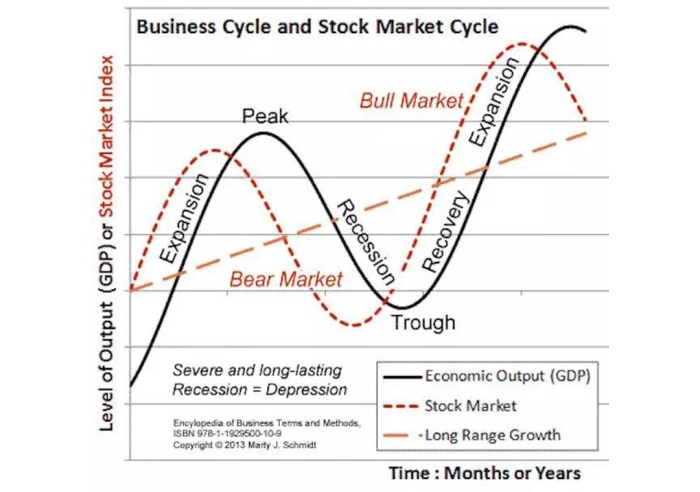 Business Cycle and Stock Market Cycle
Level of Output (GDP) or Stock Market Index
Peak
Bull Market
Expansion
Expansion
Recession
Recovery
Bear Market
Trough
Severe and long-lasting
Recession = Depression
Encylopedia of Business Terms and Methods,
ISBN 978-1-1929500-10-9
Copyright © 2013 Marty J. Schmidt
Economic Output (GDP)
Stock Market
Long Range Growth
Time : Months or Years